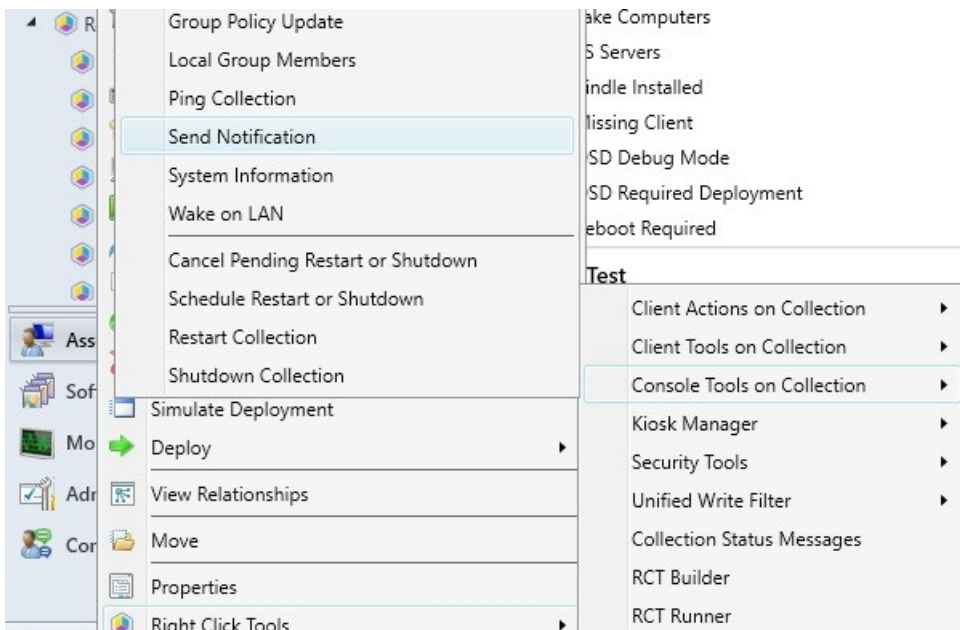 R
Group Policy Update
Local Group Members
Ping Collection
Send Notification
System Information
Wake on LAN
Cancel Pending Restart or Shutdown
Schedule Restart or Shutdown
Restart Collection
Shutdown Collection
ake Computers
S Servers
indle Installed
issing Client
SD Debug Mode
SD Required Deployment
eboot Required
Test
Client Actions on Collection
Client Tools on Collection
Console Tools on Collection
Kiosk Manager
Security Tools
Unified Write Filter
Collection Status Messages
RCT Builder
RCT Runner
Ass
Sof
Mo
Adr
Cor
Simulate Deployment
Deploy
View Relationships
Move
Properties
Right Click Tools